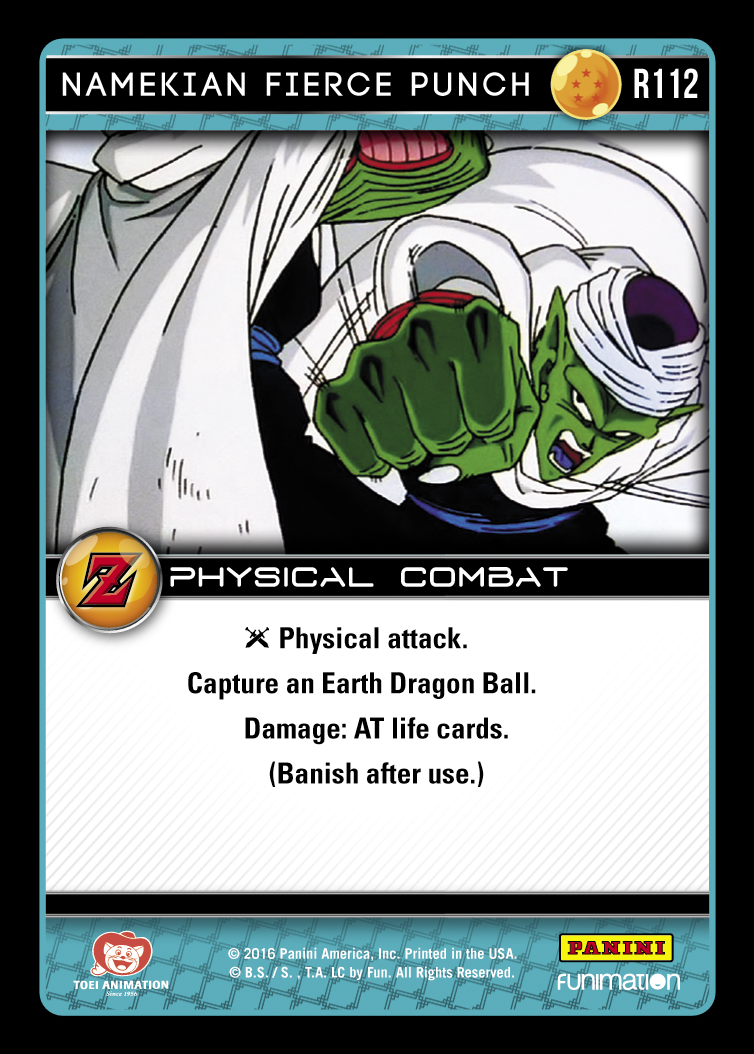 NAMEKIAN FIERCE PUNCH R112
Z PHYSICAL COMBAT
Physical attack.
Capture an Earth Dragon Ball.
Damage: AT life cards.
(Banish after use.)
TOEI ANIMATION
Since 1956
© 2016 Panini America, Inc. Printed in the USA.
© B.S. / S. , T.A. LC by Fun. All Rights Reserved.
PANINI
FUNIMATION